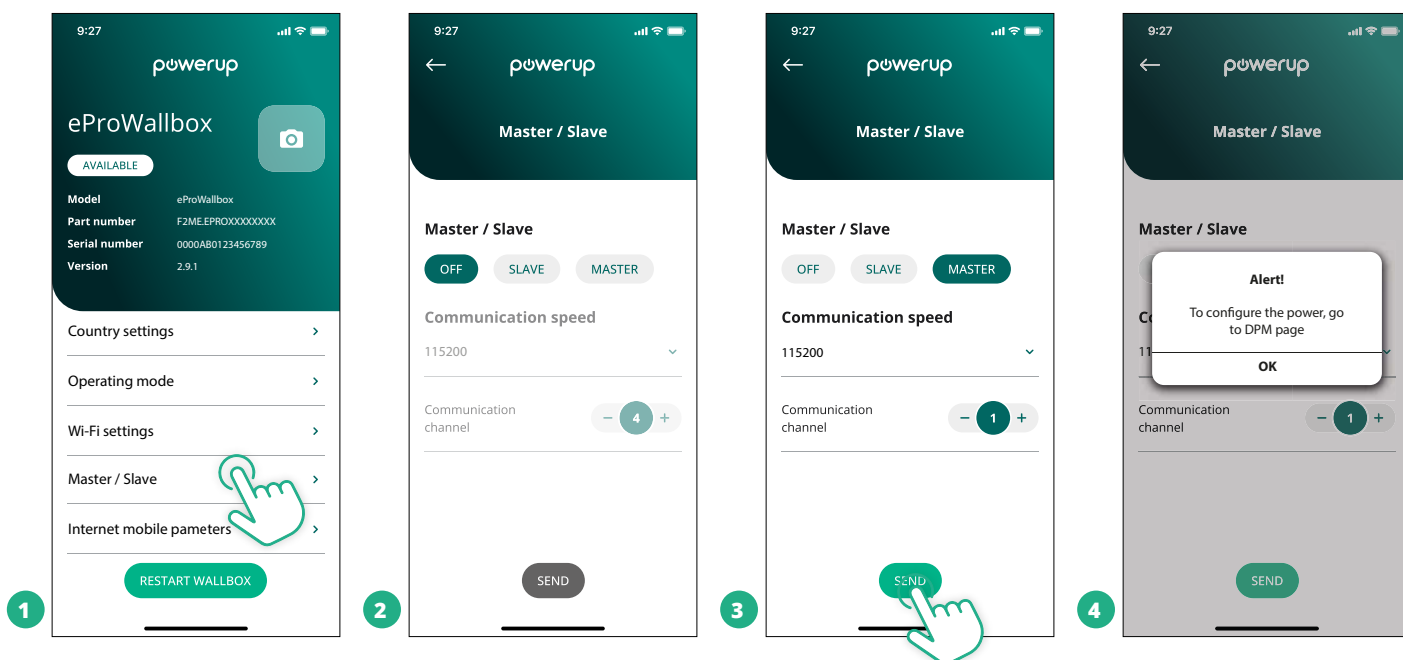 9:27
powerup
eProWallbox
AVAILABLE
Model eProWallbox
Part number F2ME.EPROXXXXXXXX
Serial number 0000AB0123456789
Version 2.9.1
Country settings
Operating mode
Wi-Fi settings
Master / Slave
Internet mobile pameters
RESTART WALLBOX
1
9:27
powerup
Master / Slave
Master / Slave
OFF SLAVE MASTER
Communication speed
115200
Communication
channel
- 4 +
SEND
2
9:27
powerup
Master / Slave
Master / Slave
OFF SLAVE MASTER
Communication speed
115200
Communication
channel
- 1 +
SEND
3
9:27
powerup
Master / Slave
Master / Slave
Alert!
To configure the power, go
to DPM page
OK
Co
11
Communication
channel
- 1 +
SEND
4